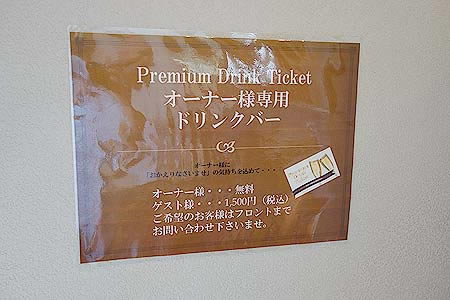 Premium Drink Ticket
オーナー様専用
ドリンクバー
オーナー様に
「おかえりなさいませ」の気持ちを込めて・・・
オーナー様・・・無料
ゲスト様・・・1,500円（税込）
ご希望のお客様はフロントまで
お問い合わせ下さいませ。